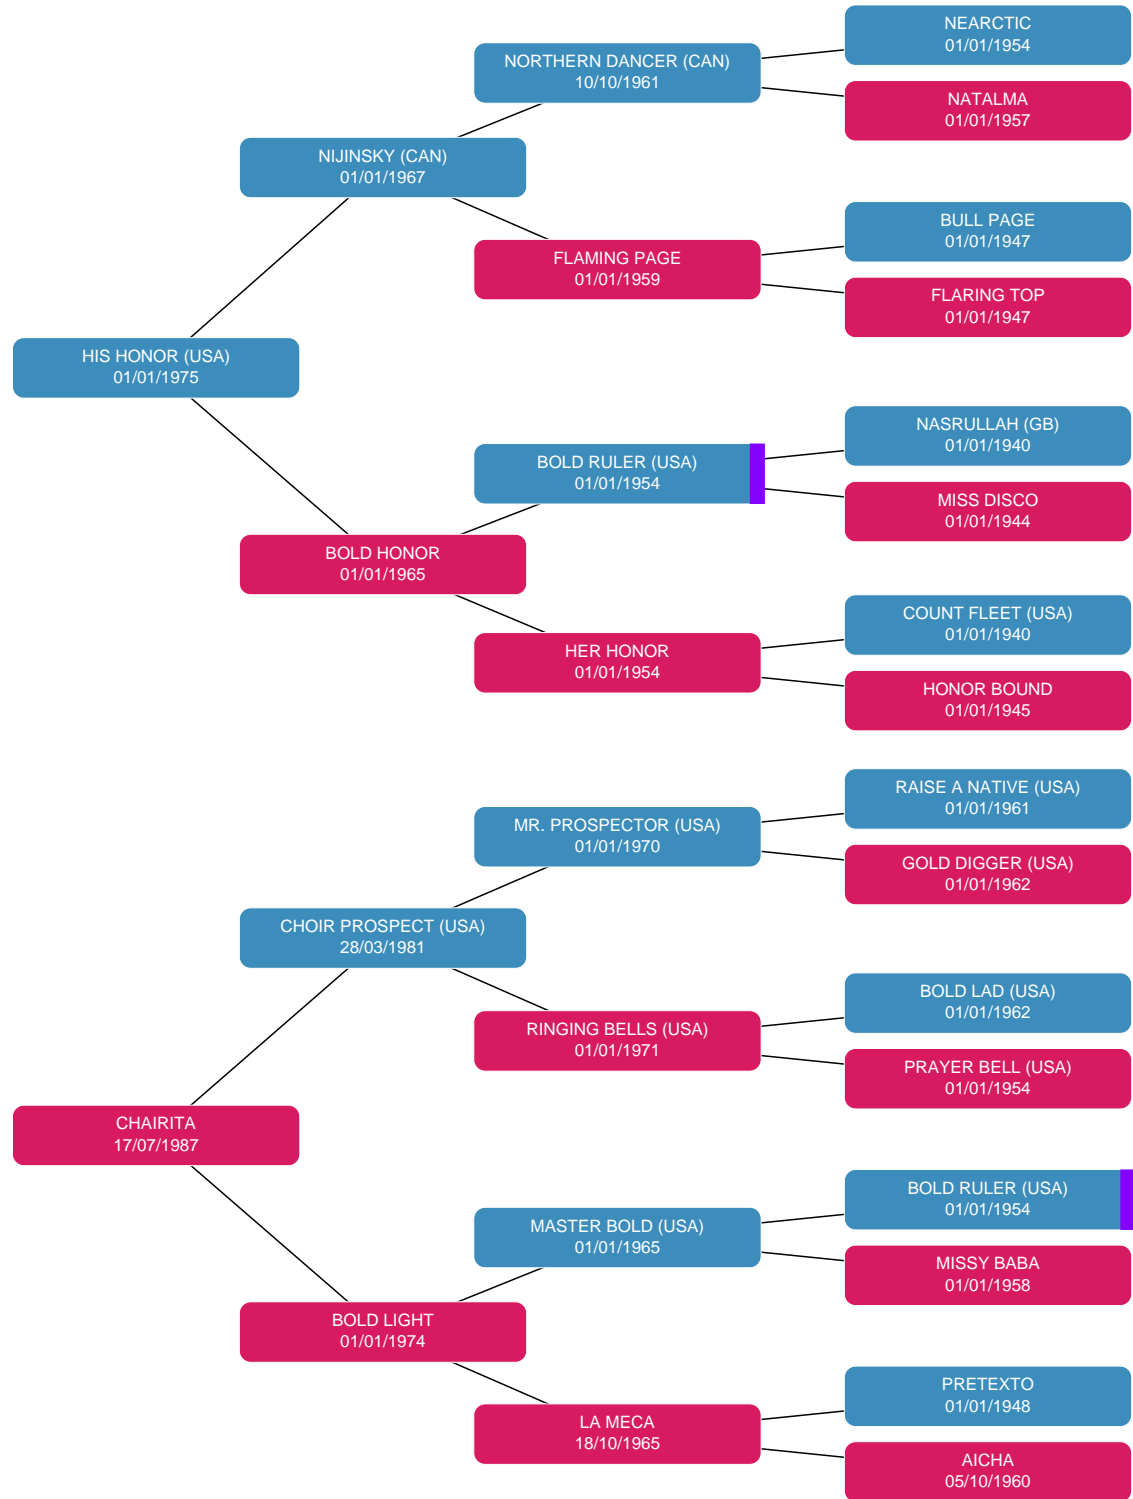 NEARCTIC
01/01/1954
NORTHERN DANCER (CAN)
10/10/1961
NATALMA
01/01/1957
NIJINSKY (CAN)
01/01/1967
BULL PAGE
01/01/1947
FLAMING PAGE
01/01/1959
FLARING TOP
01/01/1947
HIS HONOR (USA)
01/01/1975
NASRULLAH (GB)
01/01/1940
BOLD RULER (USA)
01/01/1954
MISS DISCO
01/01/1944
BOLD HONOR
01/01/1965
COUNT FLEET (USA)
01/01/1940
HER HONOR
01/01/1954
HONOR BOUND
01/01/1945
RAISE A NATIVE (USA)
01/01/1961
MR. PROSPECTOR (USA)
01/01/1970
GOLD DIGGER (USA)
01/01/1962
CHOIR PROSPECT (USA)
28/03/1981
BOLD LAD (USA)
01/01/1962
RINGING BELLS (USA)
01/01/1971
PRAYER BELL (USA)
01/01/1954
CHAIRITA
17/07/1987
BOLD RULER (USA)
01/01/1954
MASTER BOLD (USA)
01/01/1965
MISSY BABA
01/01/1958
BOLD LIGHT
01/01/1974
PRETEXTO
01/01/1948
LA MECA
18/10/1965
AICHA
05/10/1960